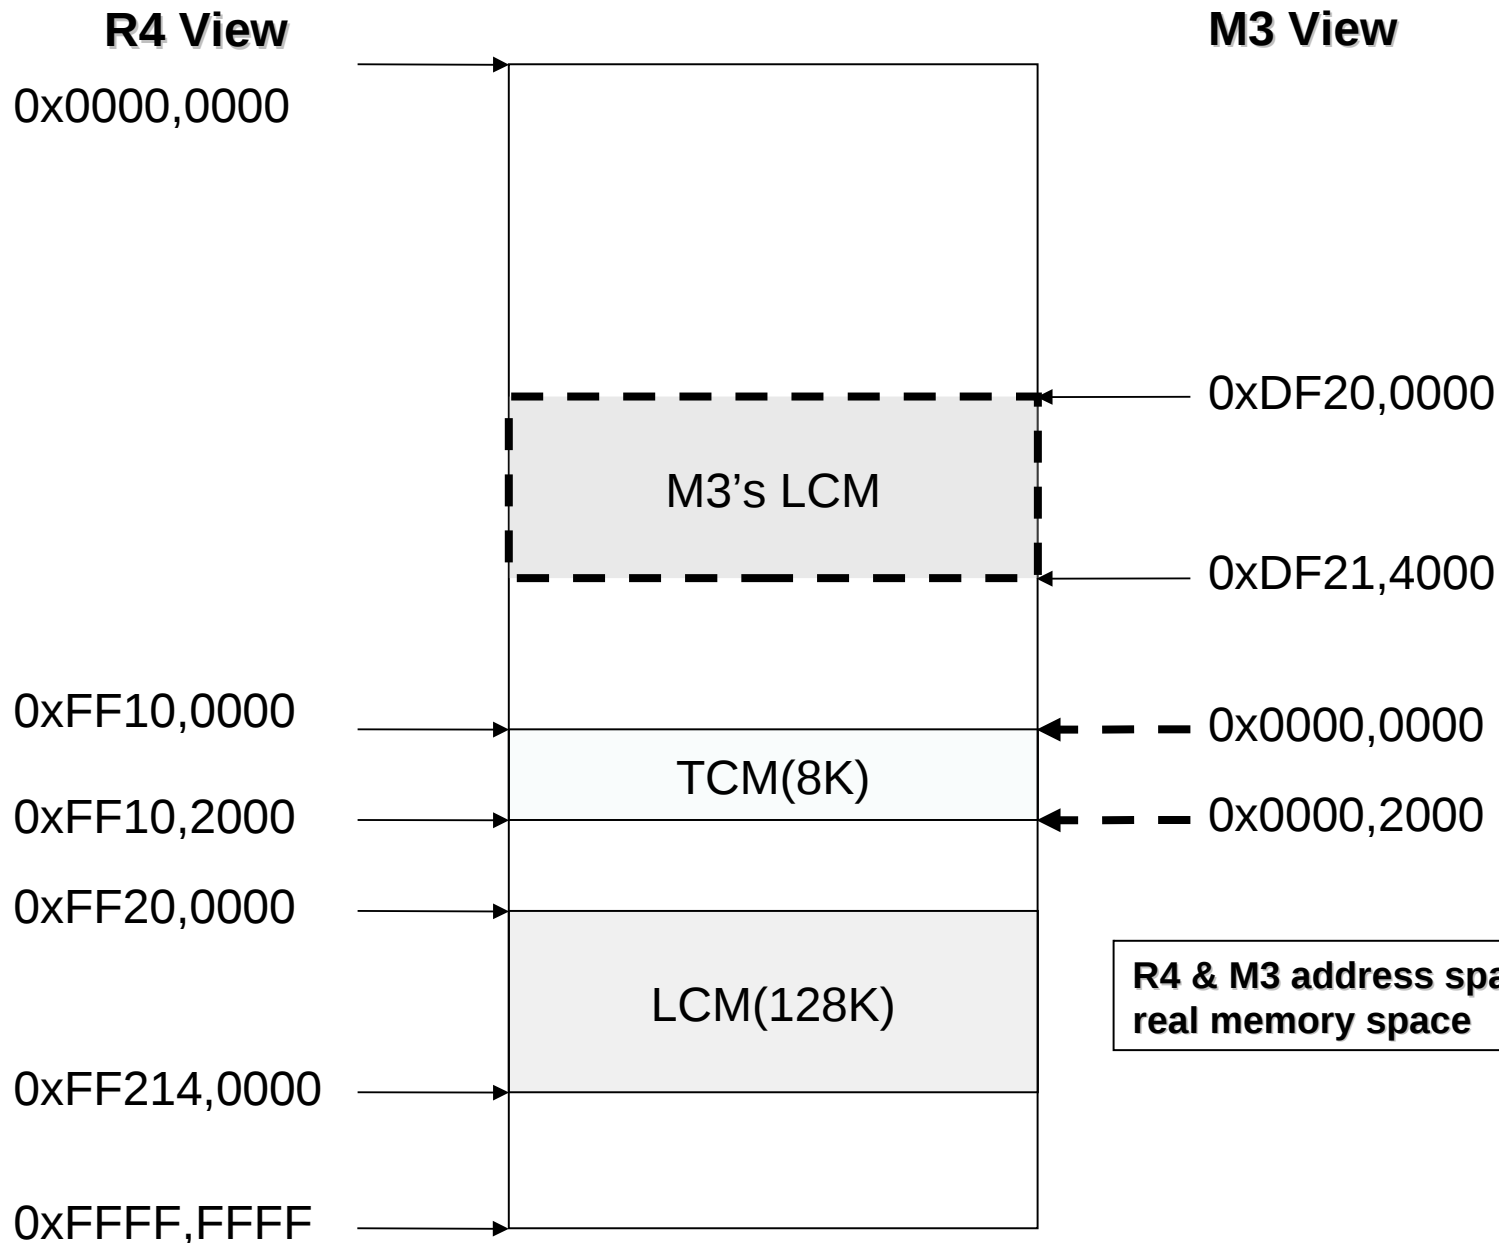 R4 View
M3 View
0x0000,0000
0xDF20,0000
M3’s LCM
0xDF21,4000
0xFF10,0000
0x0000,0000
TCM(8K)
0xFF10,2000
0x0000,2000
0xFF20,0000
R4 & M3 address
real memory space
LCM(128K)
0xFF214,0000
0xFFFF,FFFF